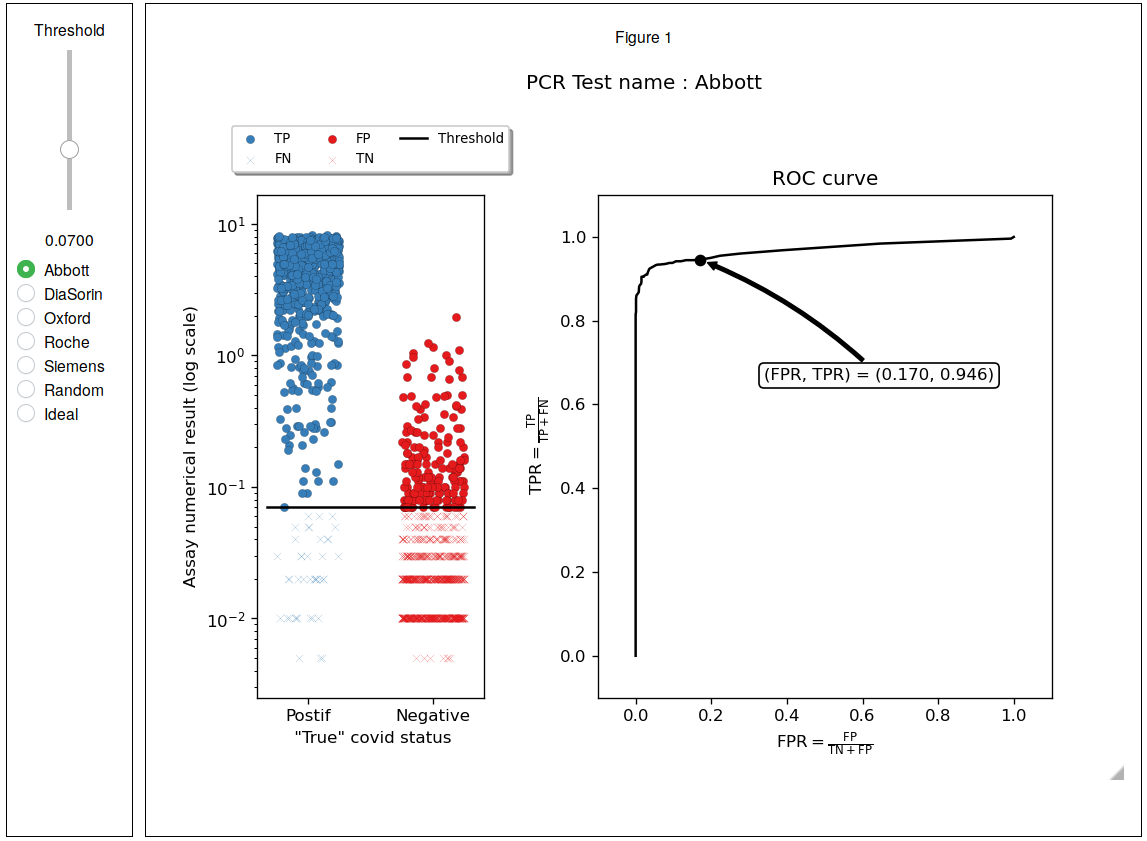 Threshold
0.0700
Abbott
DiaSorin
Oxford
Roche
Siemens
Random
Ideal
Figure 1
PCR Test name : Abbott
TP FP Threshold
FN TN
Assay numerical result (log scale)
10¹
10⁰
10⁻¹
10⁻²
Postif Negative
"True" covid status
ROC curve
TPR = TP / TP + FN
1.0
0.8
0.6
0.4
0.2
0.0
(FPR, TPR) = (0.170, 0.946)
0.0 0.2 0.4 0.6 0.8 1.0
FPR = FP / TN + FP